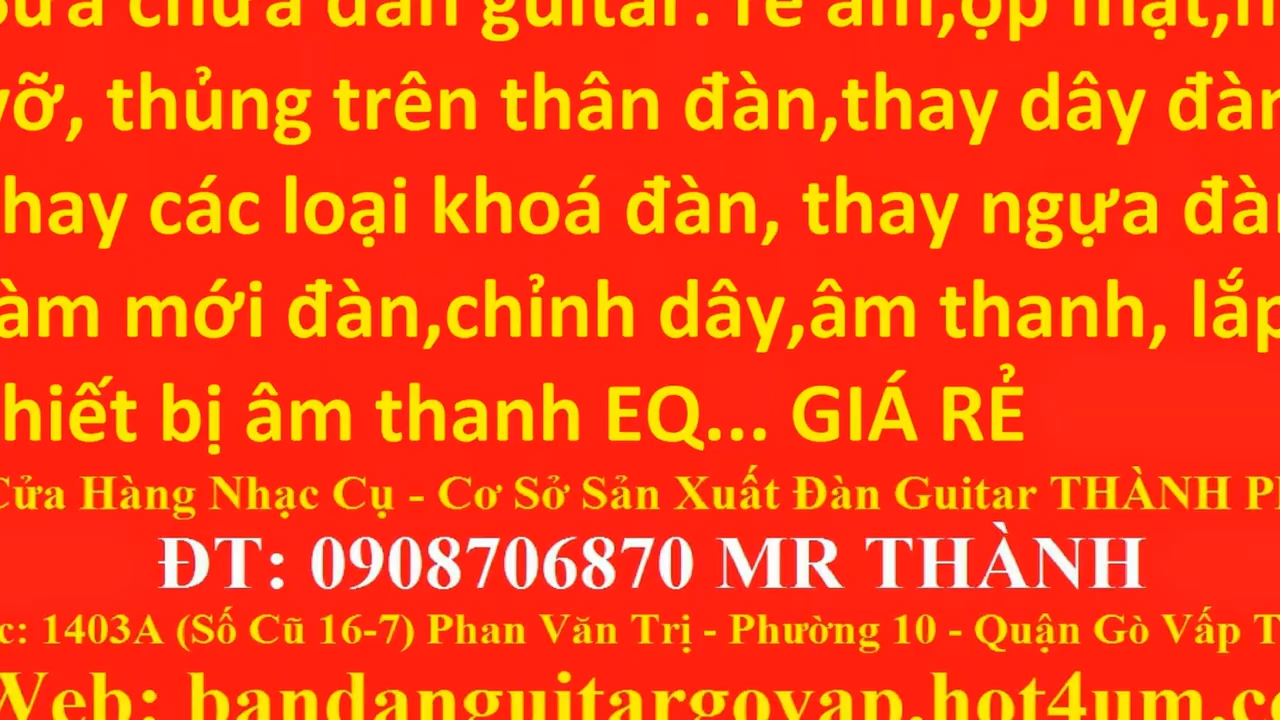 sửa chữa đàn guitar: rè âm,ọp mặt,
vỡ, thủng trên thân đàn,thay dây đàn
hay các loại khoá đàn, thay ngựa đàn
àm mới đàn,chỉnh dây,âm thanh, lắp
hiết bị âm thanh EQ... GIÁ RẺ
Cửa Hàng Nhạc Cụ - Cơ Sở Sản Xuất Đàn Guitar THÀNH P
ĐT: 0908706870 MR THÀNH
c: 1403A (Số Cũ 16-7) Phan Văn Trị - Phường 10 - Quận Gò Vấp T
Web: bandanguitargovap.hot4um.co